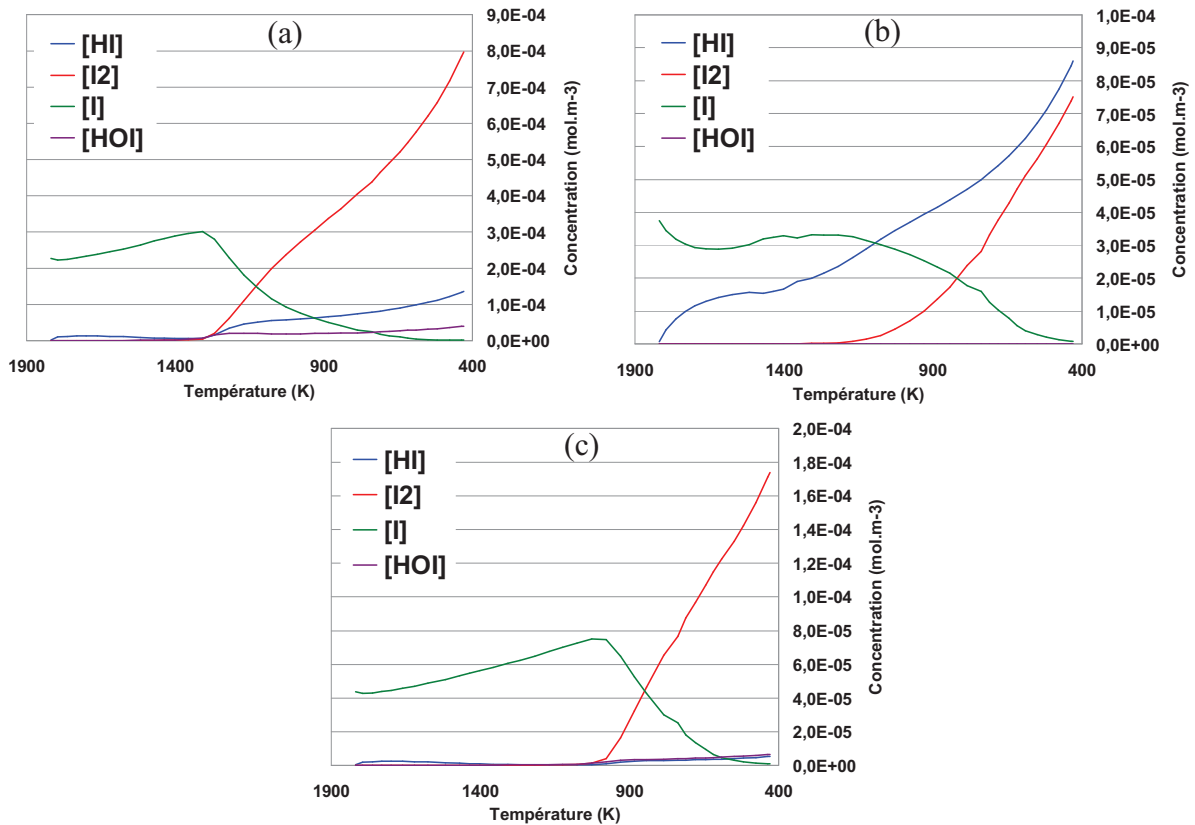 (a)
[HI]
[I2]
[I]
[HOI]
9,0E-04
8,0E-04
7,0E-04
6,0E-04
5,0E-04
4,0E-04
3,0E-04
2,0E-04
1,0E-04
0,0E+00
Concentration (mol.m-3)
1900 1400 900 400
Température (K)
(b)
[HI]
[I2]
[I]
[HOI]
1,0E-04
9,0E-05
8,0E-05
7,0E-05
6,0E-05
5,0E-05
4,0E-05
3,0E-05
2,0E-05
1,0E-05
0,0E+00
Concentration (mol.m-3)
1900 1400 900 400
Température (K)
(c)
[HI]
[I2]
[I]
[HOI]
2,0E-04
1,8E-04
1,6E-04
1,4E-04
1,2E-04
1,0E-04
8,0E-05
6,0E-05
4,0E-05
2,0E-05
0,0E+00
Concentration (mol.m-3)
1900 1400 900 400
Température (K)